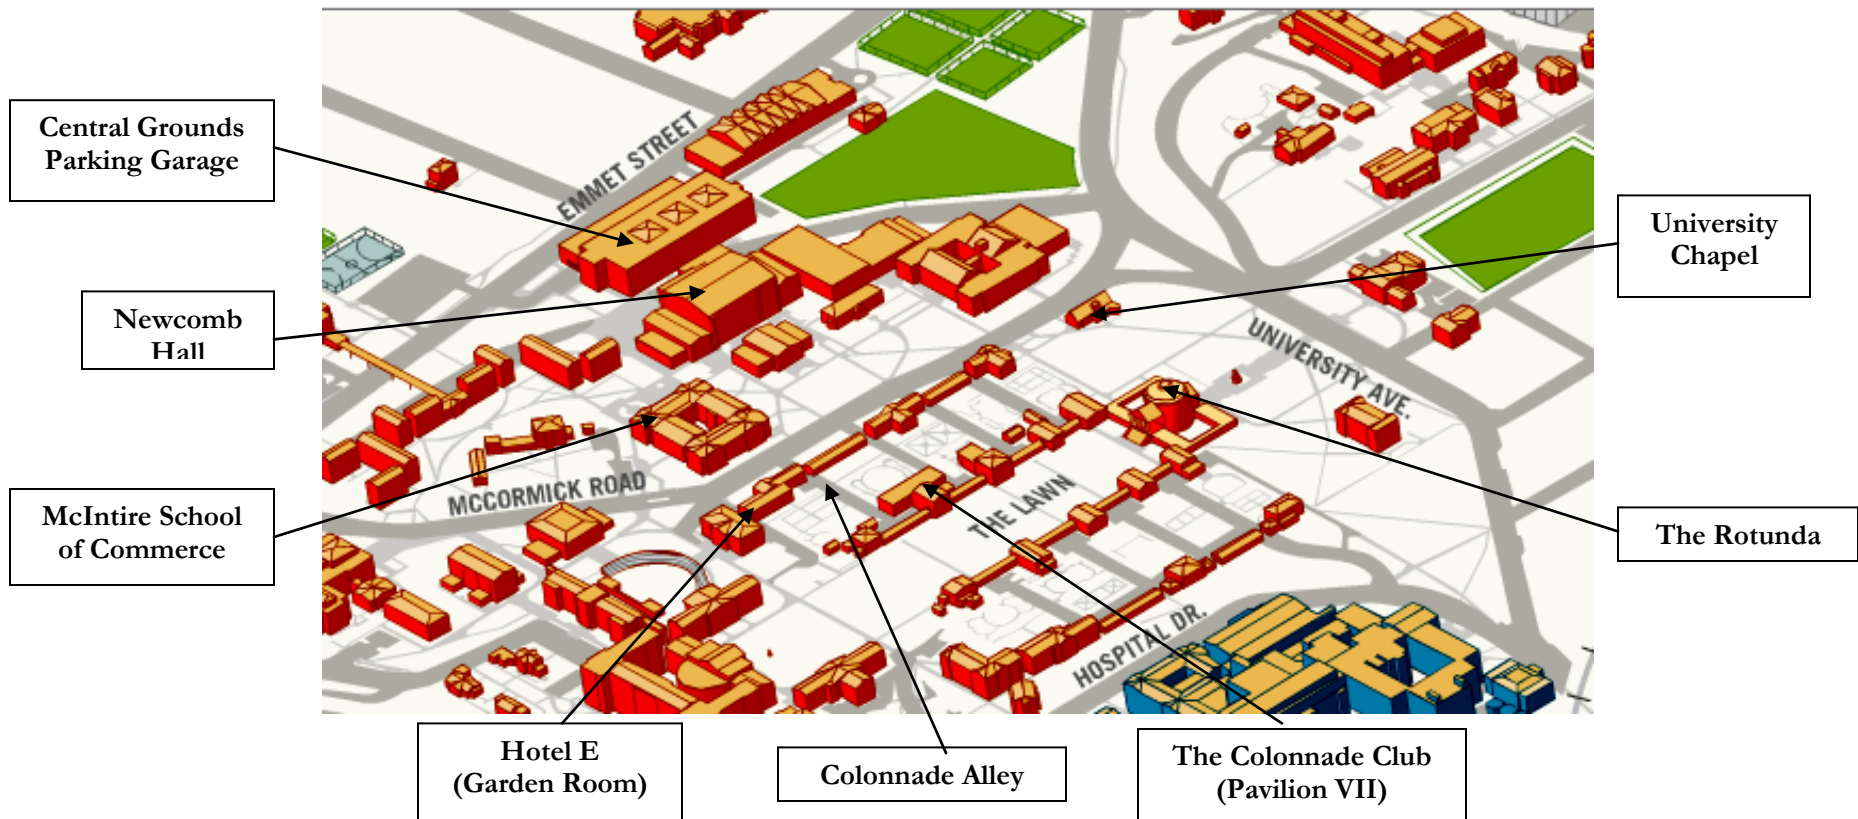 Central Grounds
Parking Garage
EMMET STREET
University
Chapel
Newcomb
Hall
UNIVERSITY AVE.
MCCORMICK ROAD
THE LAWN
McIntire School
of Commerce
The Rotunda
HOSPITAL DR.
Hotel E
(Garden Room)
Colonnade Alley
The Colonnade Club
(Pavilion VII)